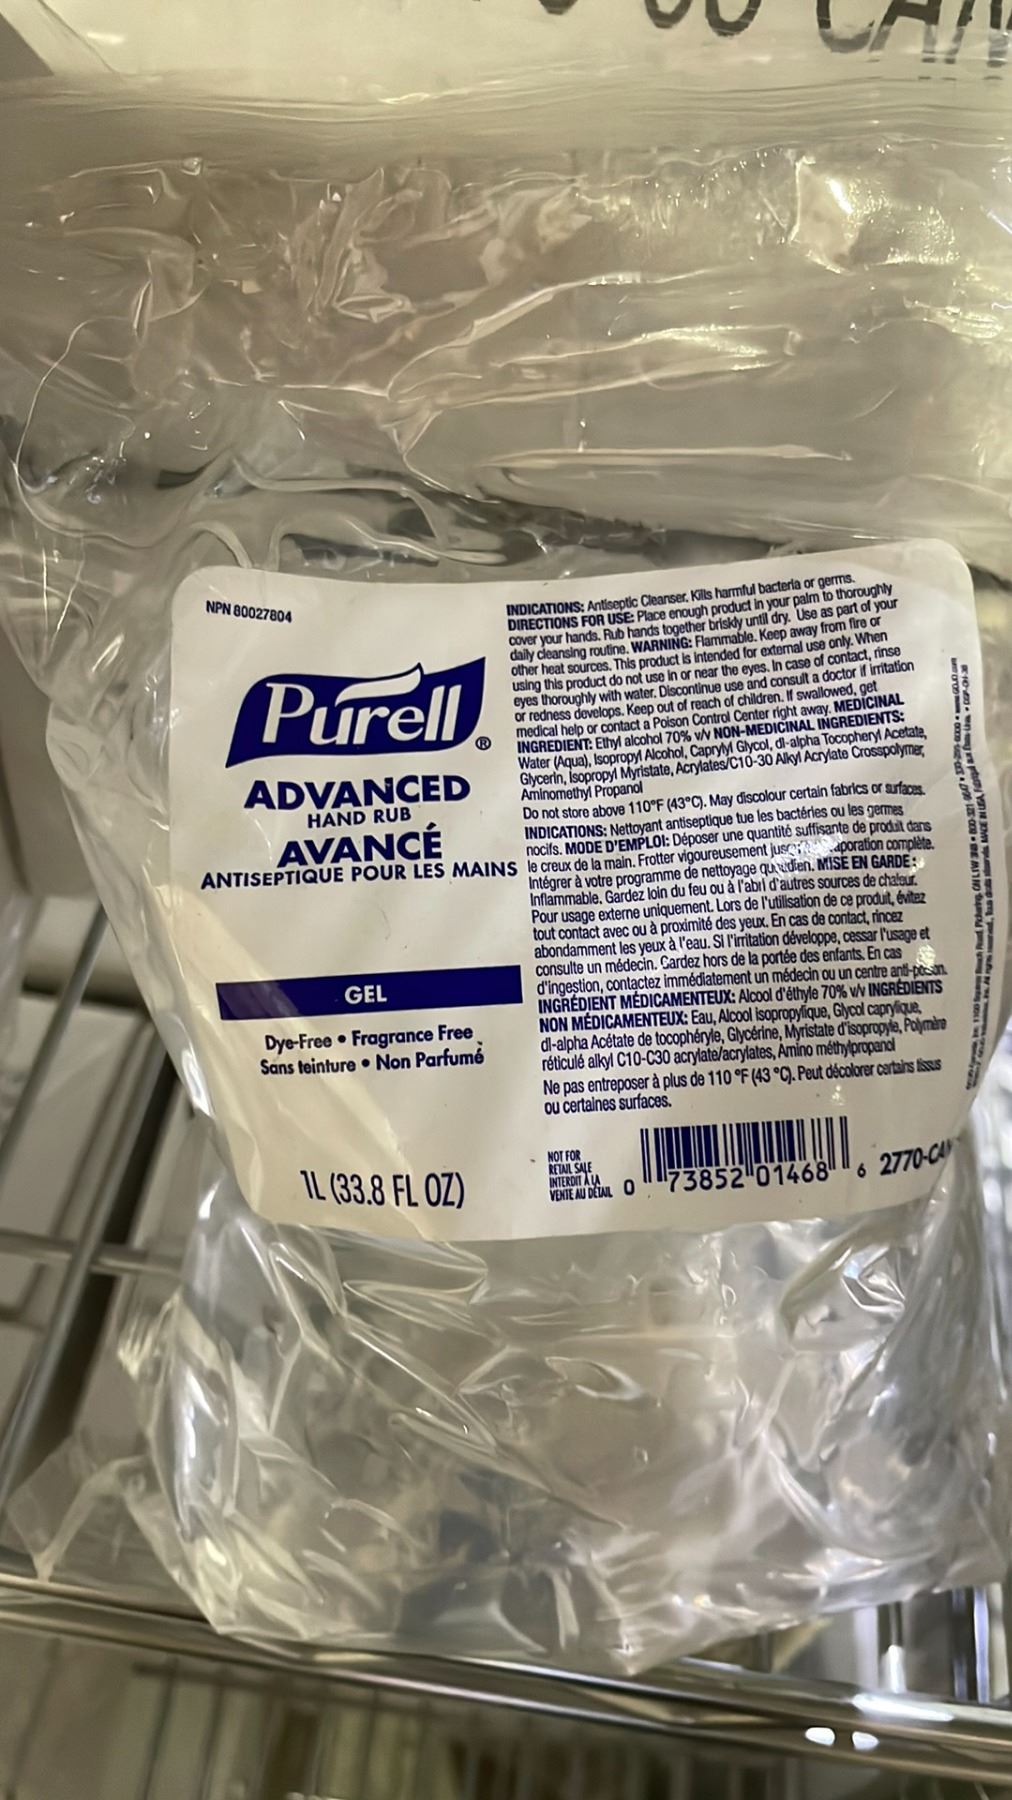 NPN 80027804
Purell®
ADVANCED
HAND RUB
AVANCÉ
ANTISEPTIQUE POUR LES MAINS
GEL
Dye-Free • Fragrance Free
Sans teinture • Non Parfumé
1L (33.8 FL OZ)
INDICATIONS: Antiseptic Cleanser. Kills harmful bacteria or germs.
DIRECTIONS FOR USE: Place enough product in your palm to thoroughly
cover your hands. Rub hands together briskly until dry. Use as part of your
daily cleansing routine. WARNING: Flammable. Keep away from fire or
other heat sources. This product is intended for external use only. When
using this product do not use in or near the eyes. In case of contact, rinse
eyes thoroughly with water. Discontinue use and consult a doctor if irritation
or redness develops. Keep out of reach of children. If swallowed, get
medical help or contact a Poison Control Center right away. MEDICINAL
INGREDIENT: Ethyl alcohol 70% v/v NON-MEDICINAL INGREDIENTS:
Water (Aqua), Isopropyl Alcohol, Caprylyl Glycol, dl-alpha Tocopheryl Acetate,
Glycerin, Isopropyl Myristate, Acrylates/C10-30 Alkyl Acrylate Crosspolymer,
Aminomethyl Propanol
Do not store above 110°F (43°C). May discolour certain fabrics or surfaces.
INDICATIONS: Nettoyant antiseptique tue les bactéries ou les germes
nocifs. MODE D'EMPLOI: Déposer une quantité suffisante de produit dans
le creux de la main. Frotter vigoureusement complète.
Intégrer à votre programme de nettoyage MISE EN GARDE :
Inflammable. Gardez loin du feu ou à l'abri d'autres sources de chaleur.
Pour usage externe uniquement. Lors de l'utilisation de ce produit, évitez
tout contact avec ou à proximité des yeux. En cas de contact, rincez
abondamment les yeux à l'eau. Si l'irritation développe, cessar l'usage et
consulte un médecin. Gardez hors de la portée des enfants. En cas
d'ingestion, contactez immédiatement un médecin ou un centre anti-poison.
INGRÉDIENT MÉDICAMENTEUX: Alcool d'éthyle 70% v/v INGRÉDIENTS
NON MÉDICAMENTEUX: Eau, Alcool isopropylique, Glycol caprylique,
dl-alpha Acétate de tocophéryle, Glycérine, Myristate d'isopropyle, Polymère
réticulé alkyl C10-C30 acrylate/acrylates, Amino méthylpropanol
Ne pas entreposer à plus de 110 °F (43 °C). Peut décolorer certains tissus
ou certaines surfaces.
NOT FOR
RETAIL SALE
INTERDIT À LA
VENTE AU DÉTAIL
0 73852 01468 6
2770-CAN